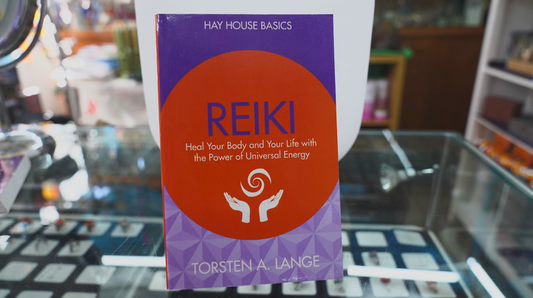 HAY HOUSE BASICS
REIKI
Heal Your Body and Your Life with
the Power of Universal Energy
TORSTEN A. LANGE